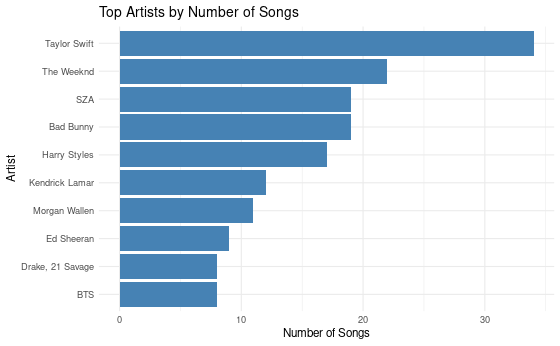 Top Artists by Number of Songs
Taylor Swift
The Weeknd
SZA
Bad Bunny
Harry Styles
Kendrick Lamar
Morgan Wallen
Ed Sheeran
Drake, 21 Savage
BTS
Artist
0 10 20 30
Number of Songs